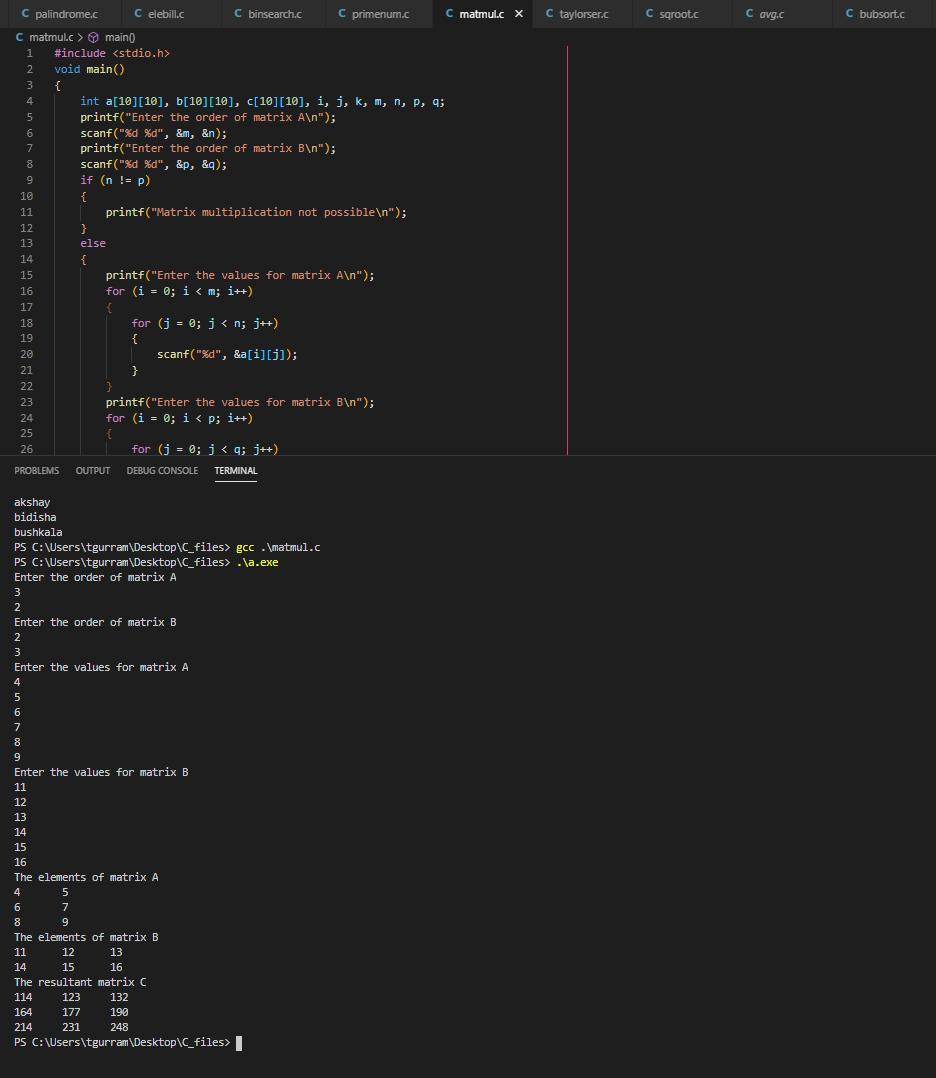 palindrome.c elebill.c binsearch.c primenum.c matmul.c taylorser.c sqroot.c avg.c bubsort.c
matmul.c > main()
1 #include <stdio.h>
2 void main()
3 {
4 int a[10][10], b[10][10], c[10][10], i, j, k, m, n, p, q;
5 printf("Enter the order of matrix A\n");
6 scanf("%d %d", &m, &n);
7 printf("Enter the order of matrix B\n");
8 scanf("%d %d", &p, &q);
9 if (n != p)
10 {
11 printf("Matrix multiplication not possible\n");
12 }
13 else
14 {
15 printf("Enter the values for matrix A\n");
16 for (i = 0; i < m; i++)
17 {
18 for (j = 0; j < n; j++)
19 {
20 scanf("%d", &a[i][j]);
21 }
22 }
23 printf("Enter the values for matrix B\n");
24 for (i = 0; i < p; i++)
25 {
26 for (j = 0; j < q; j++)
PROBLEMS OUTPUT DEBUG CONSOLE TERMINAL
akshay
bidisha
bushkala
PS C:\Users\tgurram\Desktop\C_files> gcc .\matmul.c
PS C:\Users\tgurram\Desktop\C_files> .\a.exe
Enter the order of matrix A
3
2
Enter the order of matrix B
2
3
Enter the values for matrix A
4
5
6
7
8
9
Enter the values for matrix B
11
12
13
14
15
16
The elements of matrix A
4 5
6 7
8 9
The elements of matrix B
11 12 13
14 15 16
The resultant matrix C
114 123 132
164 177 190
214 231 248
PS C:\Users\tgurram\Desktop\C_files>